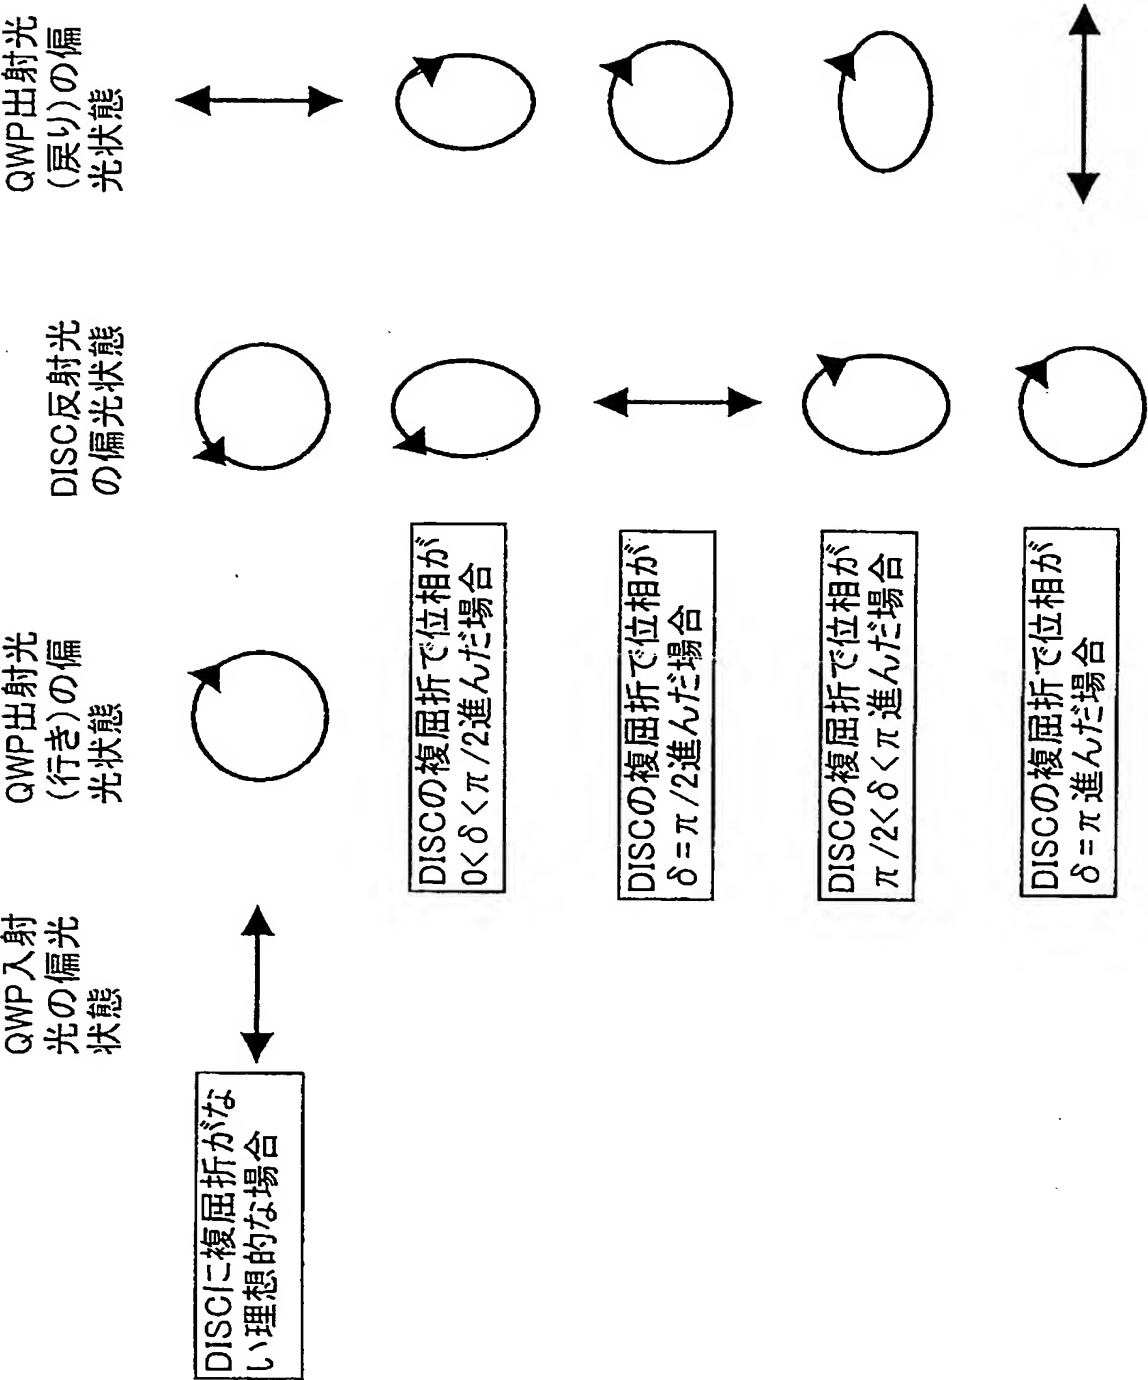 QWP入射
光の偏光
状態
QWP出射光
(行き)の偏
光状態
DISC反射光
の偏光状態
QWP出射光
(戻り)の偏
光状態
DISCに複屈折がな
い理想的な場合
DISCの複屈折で位相が
0<δ<π/2進んだ場合
DISCの複屈折で位相が
δ=π/2進んだ場合
DISCの複屈折で位相が
π/2<δ<π進んだ場合
DISCの複屈折で位相が
δ=π進んだ場合